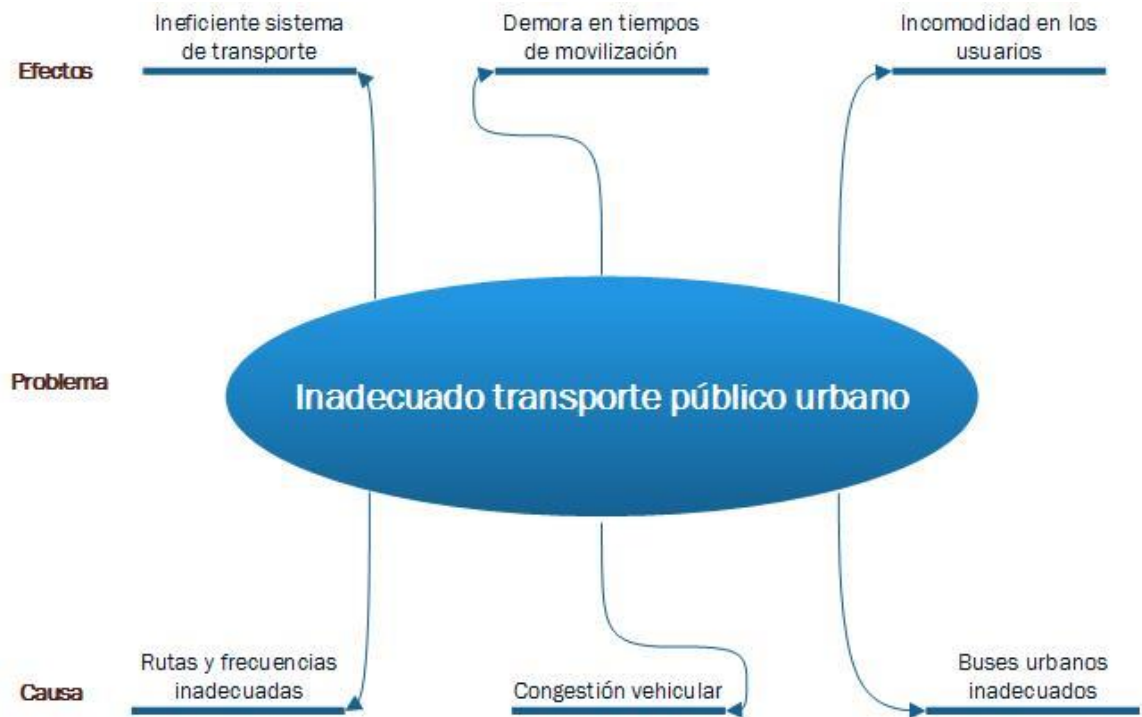 Ineficiente sistema
de transporte
Demora en tiempos
de movilización
Incomodidad en los
usuarios
Efectos
Problema
Inadecuado transporte público urbano
Rutas y frecuencias
inadecuadas
Congestión vehicular
Buses urbanos
inadecuados
Causa